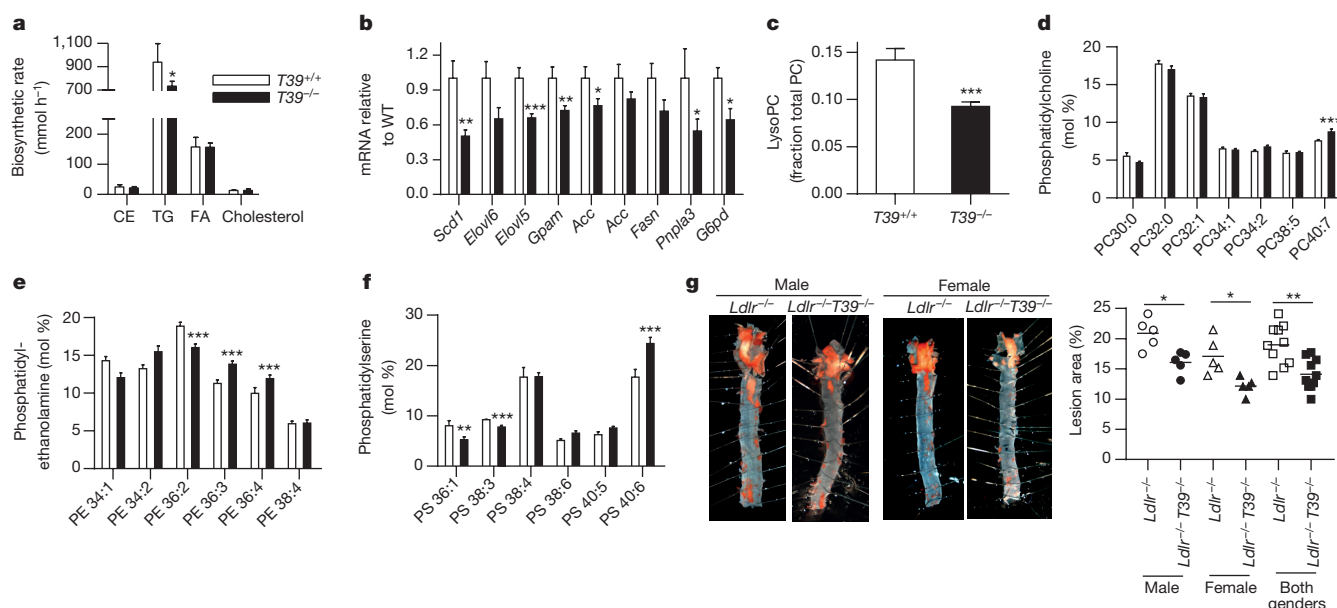 a
Biosynthetic rate
(mmol h⁻¹)
1,100
900
700
200
100
0
CE
TG
FA
Cholesterol
*
T39+/+
T39−/−
b
mRNA relative
to WT
1.2
0.9
0.6
0.3
0.0
**
***
**
*
*
*
Scd1
Elovl6
Elovl5
Gpam
Acc
Acc
Fasn
Pnpla3
G6pd
c
LysoPC
(fraction total PC)
0.15
0.10
0.05
0.00
***
T39+/+
T39−/−
d
Phosphatidylcholine
(mol %)
20
15
10
5
0
***
PC30:0
PC32:0
PC32:1
PC34:1
PC34:2
PC38:5
PC40:7
e
Phosphatidyl-
ethanolamine (mol %)
20
15
10
5
0
***
***
***
PE 34:1
PE 34:2
PE 36:2
PE 36:3
PE 36:4
PE 38:4
f
Phosphatidylserine
(mol %)
30
20
10
0
**
***
***
PS 36:1
PS 38:3
PS 38:4
PS 38:6
PS 40:5
PS 40:6
g
Male
Female
Ldlr−/−
Ldlr−/−T39−/−
Ldlr−/−
Ldlr−/−T39−/−
Lesion area (%)
25
20
15
10
5
0
*
*
**
Ldlr−/−
Ldlr−/− T39−/−
Ldlr−/−
Ldlr−/− T39−/−
Ldlr−/−
Ldlr−/− T39−/−
Male
Female
Both
genders